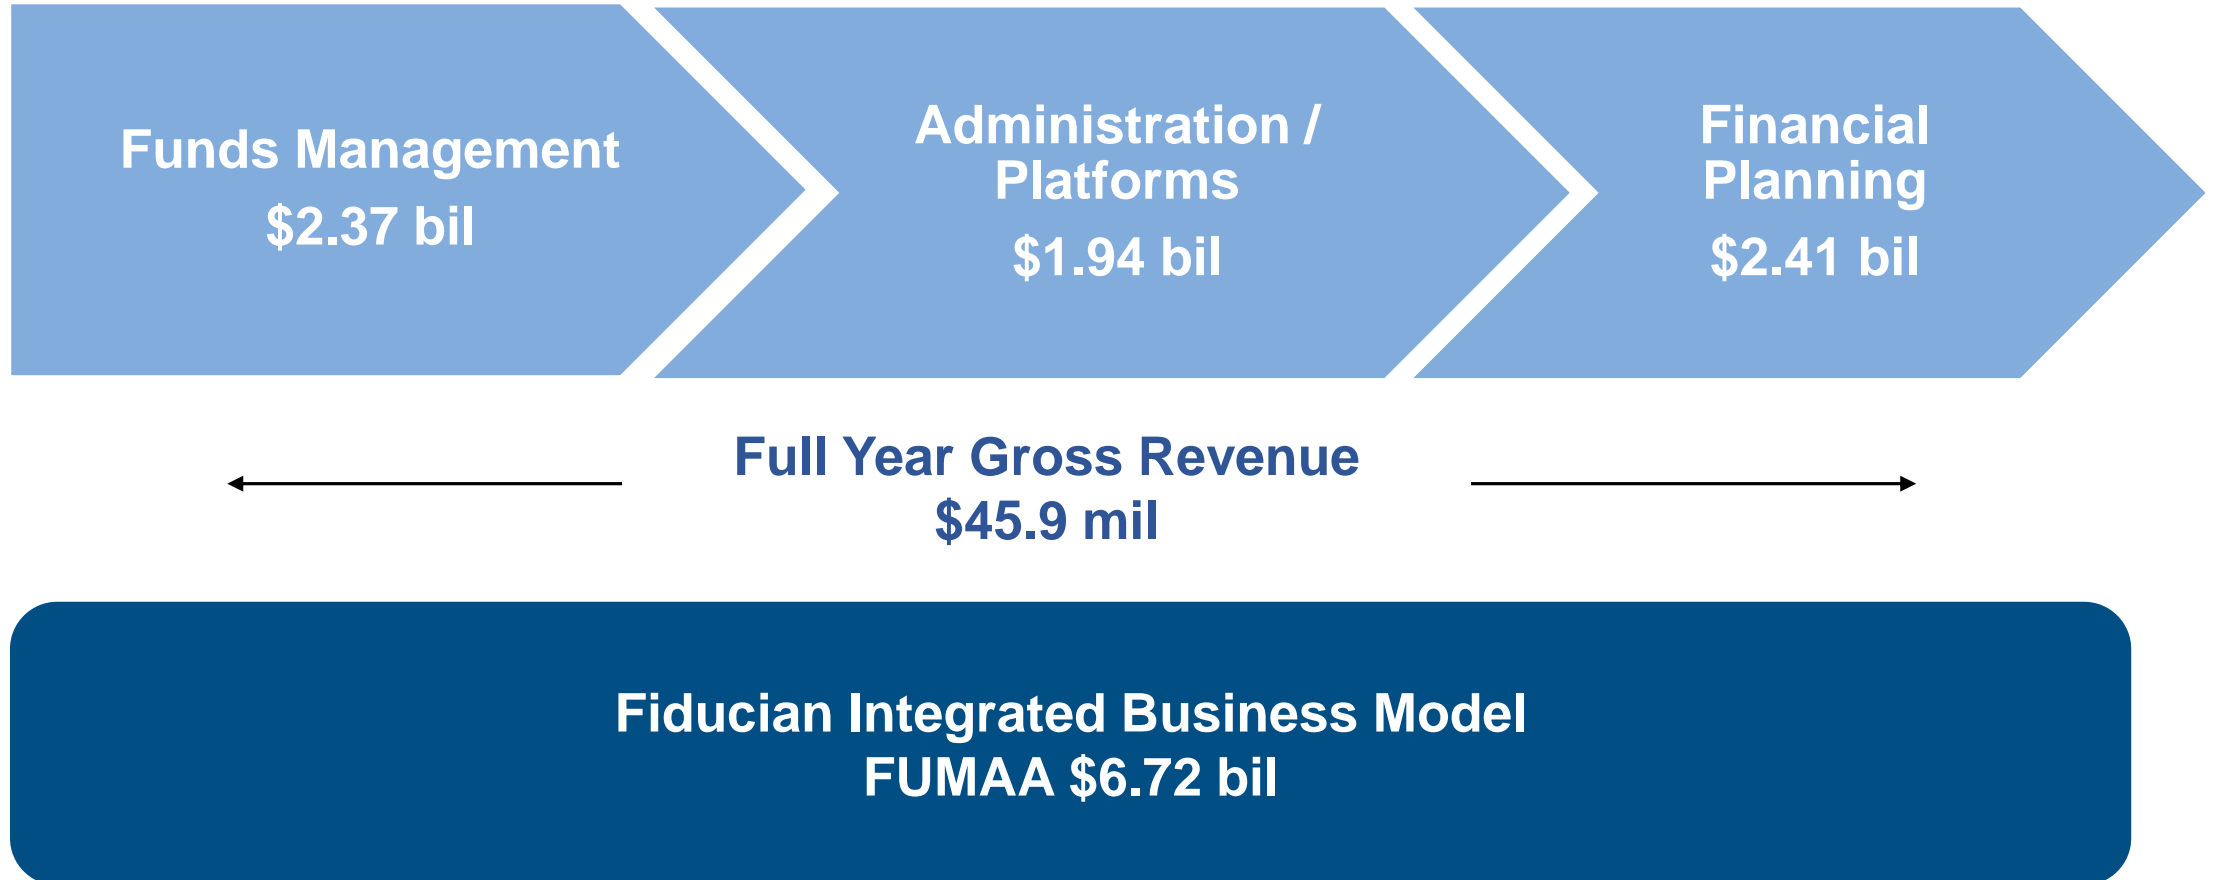 Funds Management
$2.37 bil
Administration /
Platforms
$1.94 bil
Financial
Planning
$2.41 bil
Full Year Gross Revenue
$45.9 mil
Fiducian Integrated Business Model
FUMAA $6.72 bil